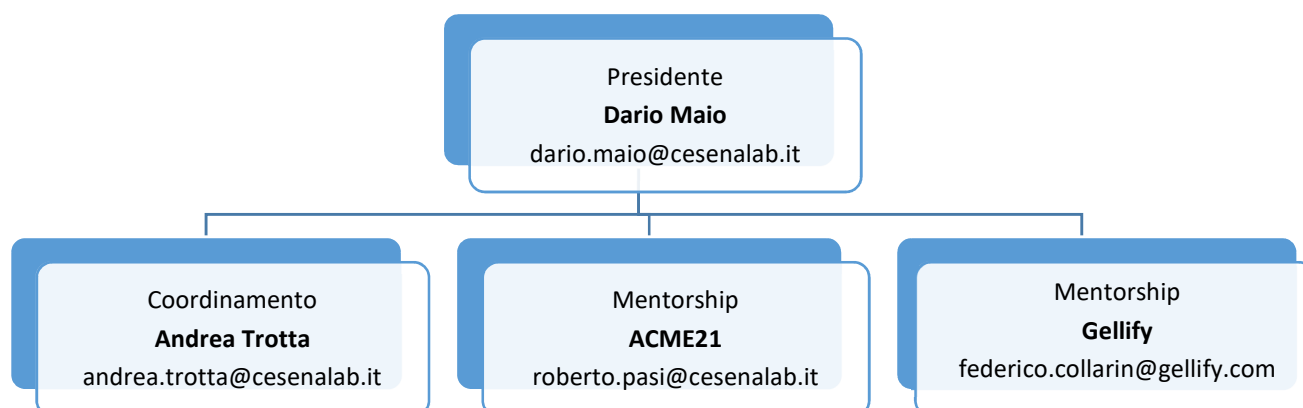 Presidente
Dario Maio
dario.maio@cesenalab.it
Coordinamento
Andrea Trotta
andrea.trotta@cesenalab.it
Mentorship
ACME21
roberto.pasi@cesenalab.it
Mentorship
Gellify
federico.collarin@gellify.com